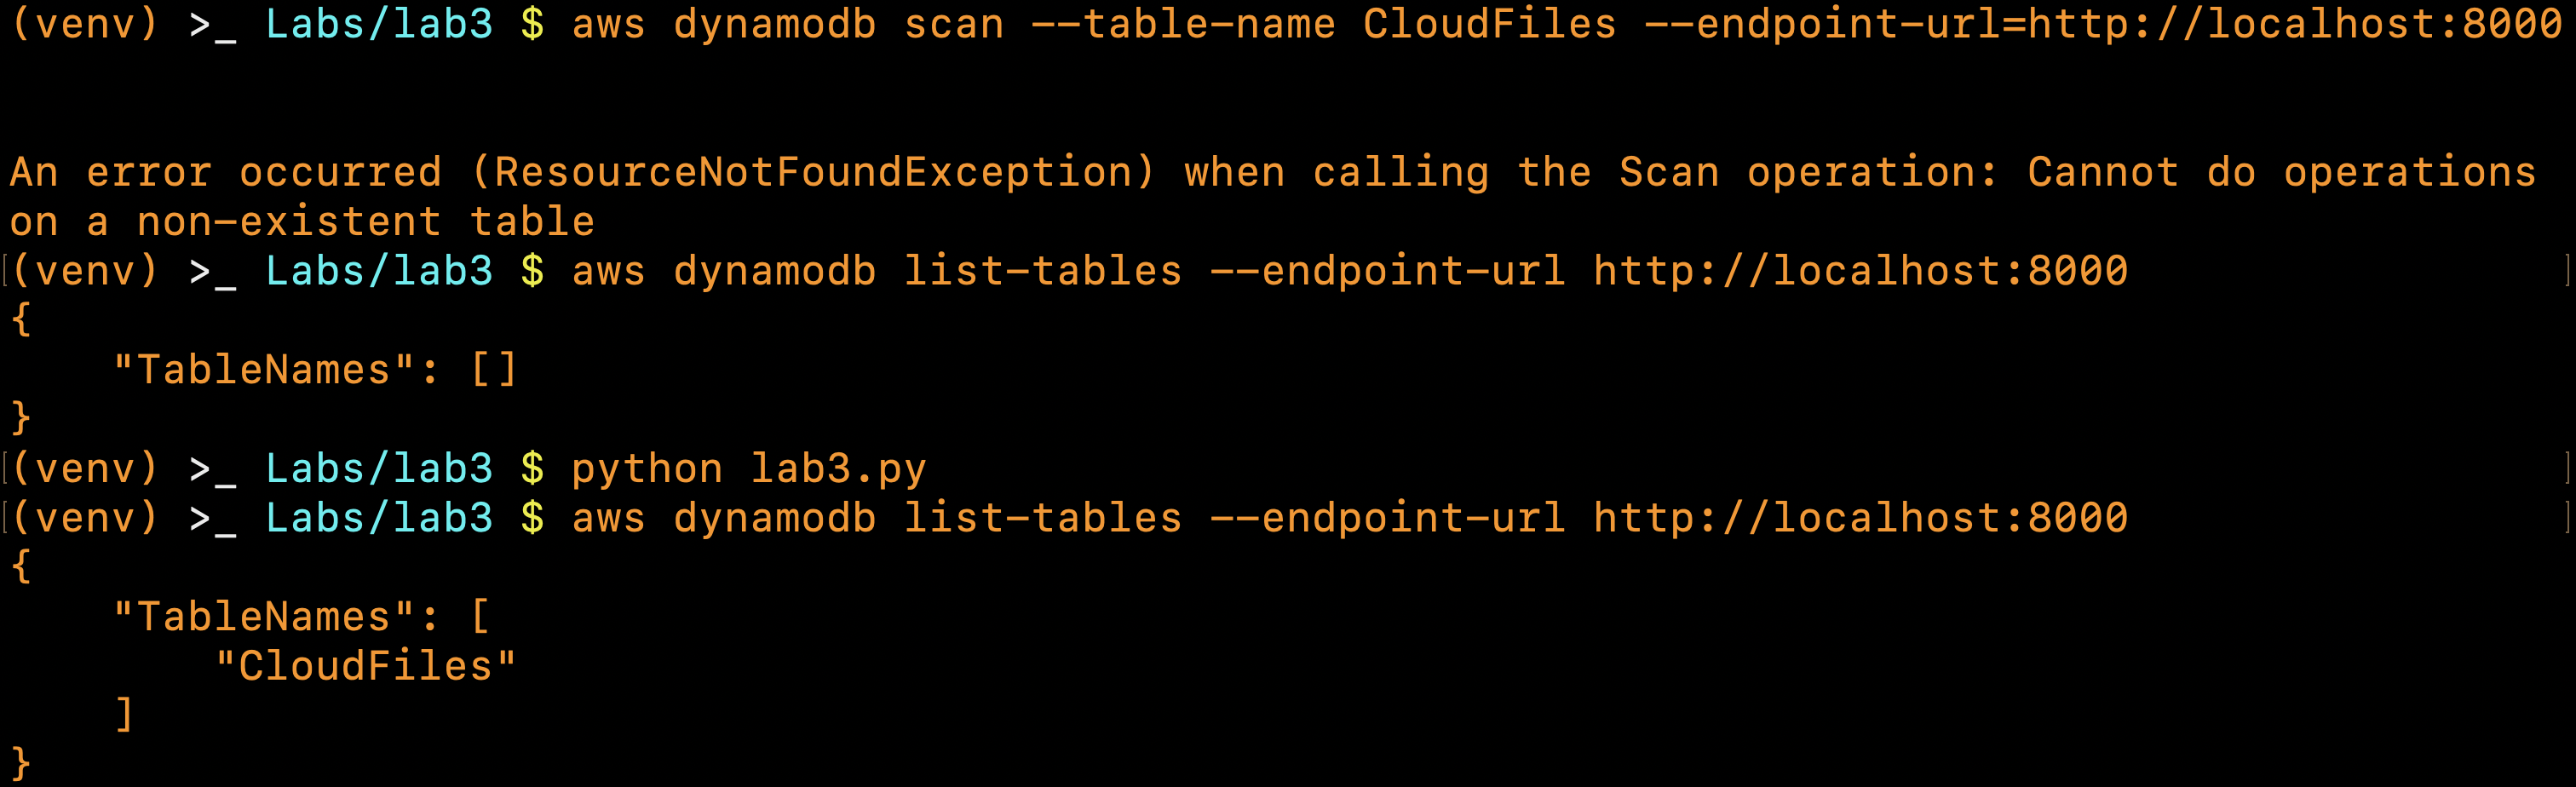 (venv) >_ Labs/lab3 $ aws dynamodb scan --table-name CloudFiles --endpoint-url=http://localhost:8000
An error occurred (ResourceNotFoundException) when calling the Scan operation: Cannot do operations
on a non-existent table
[(venv) >_ Labs/lab3 $ aws dynamodb list-tables --endpoint-url http://localhost:8000 ]
{
    "TableNames": []
}
[(venv) >_ Labs/lab3 $ python lab3.py ]
[(venv) >_ Labs/lab3 $ aws dynamodb list-tables --endpoint-url http://localhost:8000 ]
{
    "TableNames": [
        "CloudFiles"
    ]
}